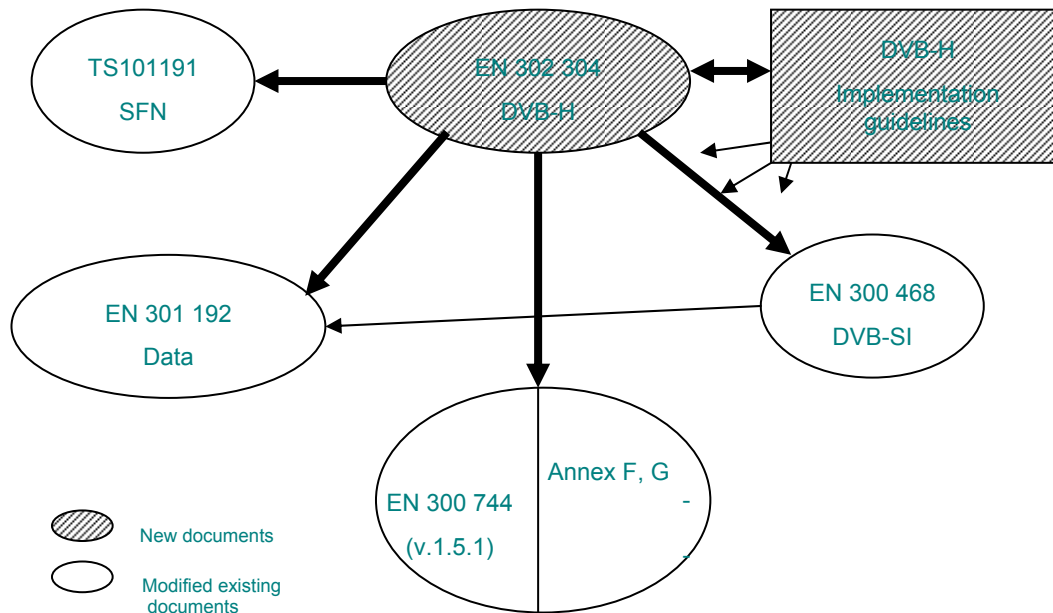 TS101191
SFN
EN 302 304
DVB-H
DVB-H
Implementation
guidelines
EN 301 192
Data
EN 300 468
DVB-SI
EN 300 744
(v.1.5.1)
Annex F, G
-
-
New documents
Modified existing
documents